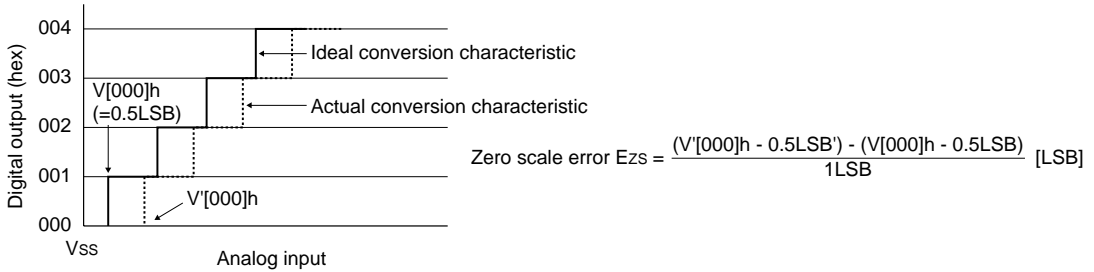 Digital output (hex)
004
003
002
001
000
V[000]h
(=0.5LSB)
Ideal conversion characteristic
Actual conversion characteristic
V'[000]h
VSS
Analog input
Zero scale error EZS = (V'[000]h - 0.5LSB') - (V[000]h - 0.5LSB) [LSB]
1LSB